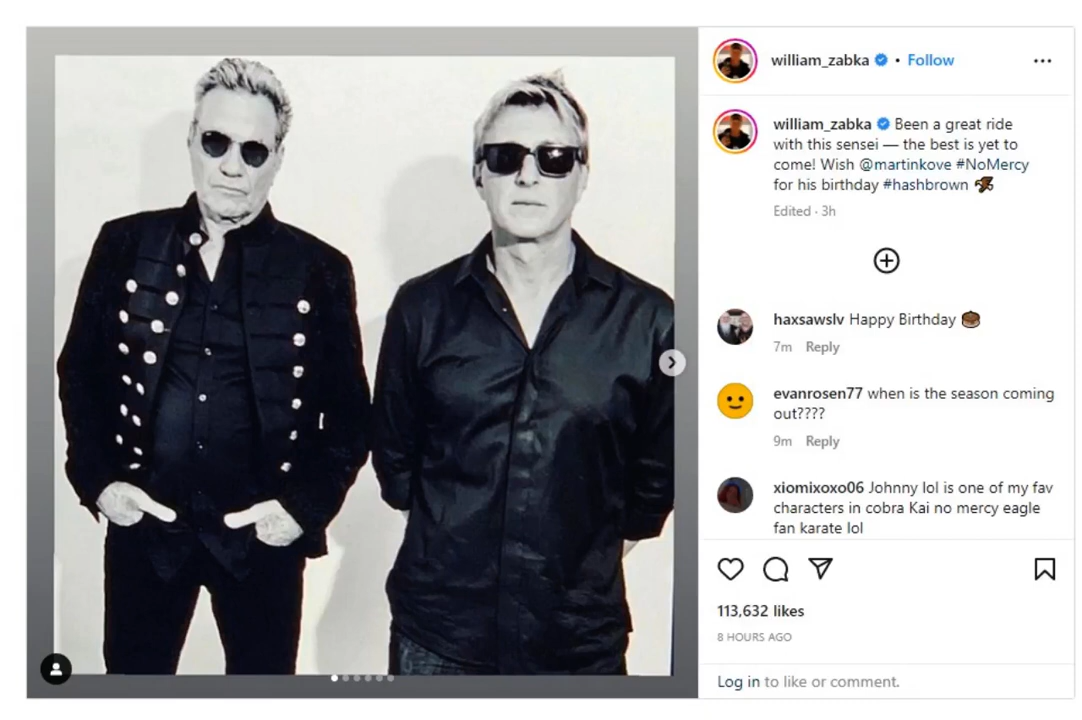 william_zabka • Follow
william_zabka Been a great ride
with this sensei — the best is yet to
come! Wish @martinkove #NoMercy
for his birthday #hashbrown
Edited · 3h
haxsawslv Happy Birthday
7m Reply
evanrosen77 when is the season coming
out????
9m Reply
xiomixoxo06 Johnny lol is one of my fav
characters in cobra Kai no mercy eagle
fan karate lol
113,632 likes
8 HOURS AGO
Log in to like or comment.